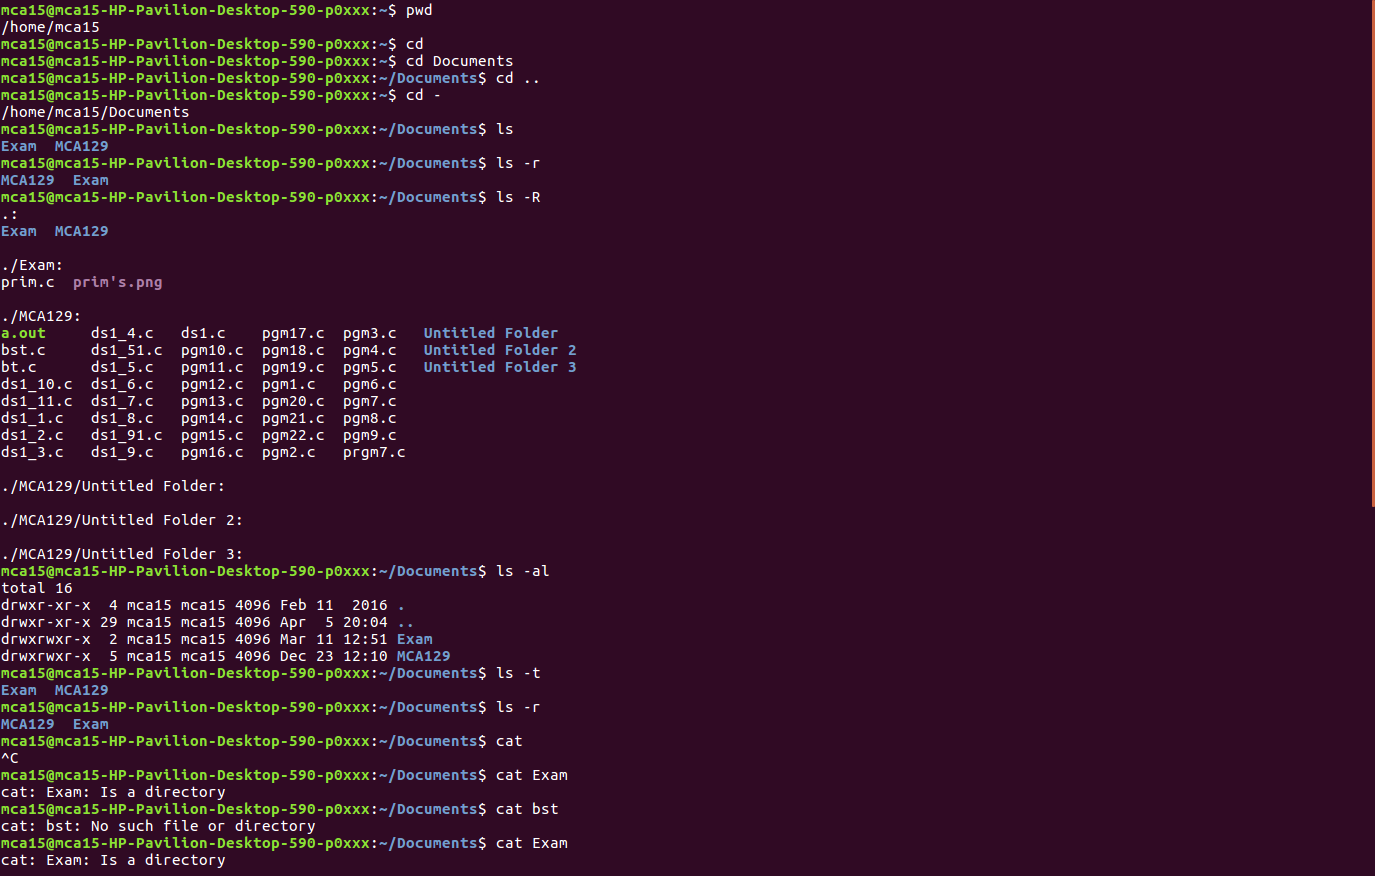 mca15@mca15-HP-Pavilion-Desktop-590-p0xxx:~$ pwd
/home/mca15
mca15@mca15-HP-Pavilion-Desktop-590-p0xxx:~$ cd
mca15@mca15-HP-Pavilion-Desktop-590-p0xxx:~$ cd Documents
mca15@mca15-HP-Pavilion-Desktop-590-p0xxx:~/Documents$ cd ..
mca15@mca15-HP-Pavilion-Desktop-590-p0xxx:~$ cd -
/home/mca15/Documents
mca15@mca15-HP-Pavilion-Desktop-590-p0xxx:~/Documents$ ls
Exam  MCA129
mca15@mca15-HP-Pavilion-Desktop-590-p0xxx:~/Documents$ ls -r
MCA129  Exam
mca15@mca15-HP-Pavilion-Desktop-590-p0xxx:~/Documents$ ls -R
.:
Exam  MCA129

./Exam:
prim.c  prim's.png

./MCA129:
a.out     ds1_4.c   ds1.c    pgm17.c  pgm3.c   Untitled Folder
bst.c     ds1_51.c  pgm10.c  pgm18.c  pgm4.c   Untitled Folder 2
bt.c      ds1_5.c   pgm11.c  pgm19.c  pgm5.c   Untitled Folder 3
ds1_10.c  ds1_6.c   pgm12.c  pgm1.c   pgm6.c
ds1_11.c  ds1_7.c   pgm13.c  pgm20.c  pgm7.c
ds1_1.c   ds1_8.c   pgm14.c  pgm21.c  pgm8.c
ds1_2.c   ds1_91.c  pgm15.c  pgm22.c  pgm9.c
ds1_3.c   ds1_9.c   pgm16.c  pgm2.c   prgm7.c

./MCA129/Untitled Folder:

./MCA129/Untitled Folder 2:

./MCA129/Untitled Folder 3:
mca15@mca15-HP-Pavilion-Desktop-590-p0xxx:~/Documents$ ls -al
total 16
drwxr-xr-x  4 mca15 mca15 4096 Feb 11  2016 .
drwxr-xr-x 29 mca15 mca15 4096 Apr  5 20:04 ..
drwxrwxr-x  2 mca15 mca15 4096 Mar 11 12:51 Exam
drwxrwxr-x  5 mca15 mca15 4096 Dec 23 12:10 MCA129
mca15@mca15-HP-Pavilion-Desktop-590-p0xxx:~/Documents$ ls -t
Exam  MCA129
mca15@mca15-HP-Pavilion-Desktop-590-p0xxx:~/Documents$ ls -r
MCA129  Exam
mca15@mca15-HP-Pavilion-Desktop-590-p0xxx:~/Documents$ cat
^C
mca15@mca15-HP-Pavilion-Desktop-590-p0xxx:~/Documents$ cat Exam
cat: Exam: Is a directory
mca15@mca15-HP-Pavilion-Desktop-590-p0xxx:~/Documents$ cat bst
cat: bst: No such file or directory
mca15@mca15-HP-Pavilion-Desktop-590-p0xxx:~/Documents$ cat Exam
cat: Exam: Is a directory